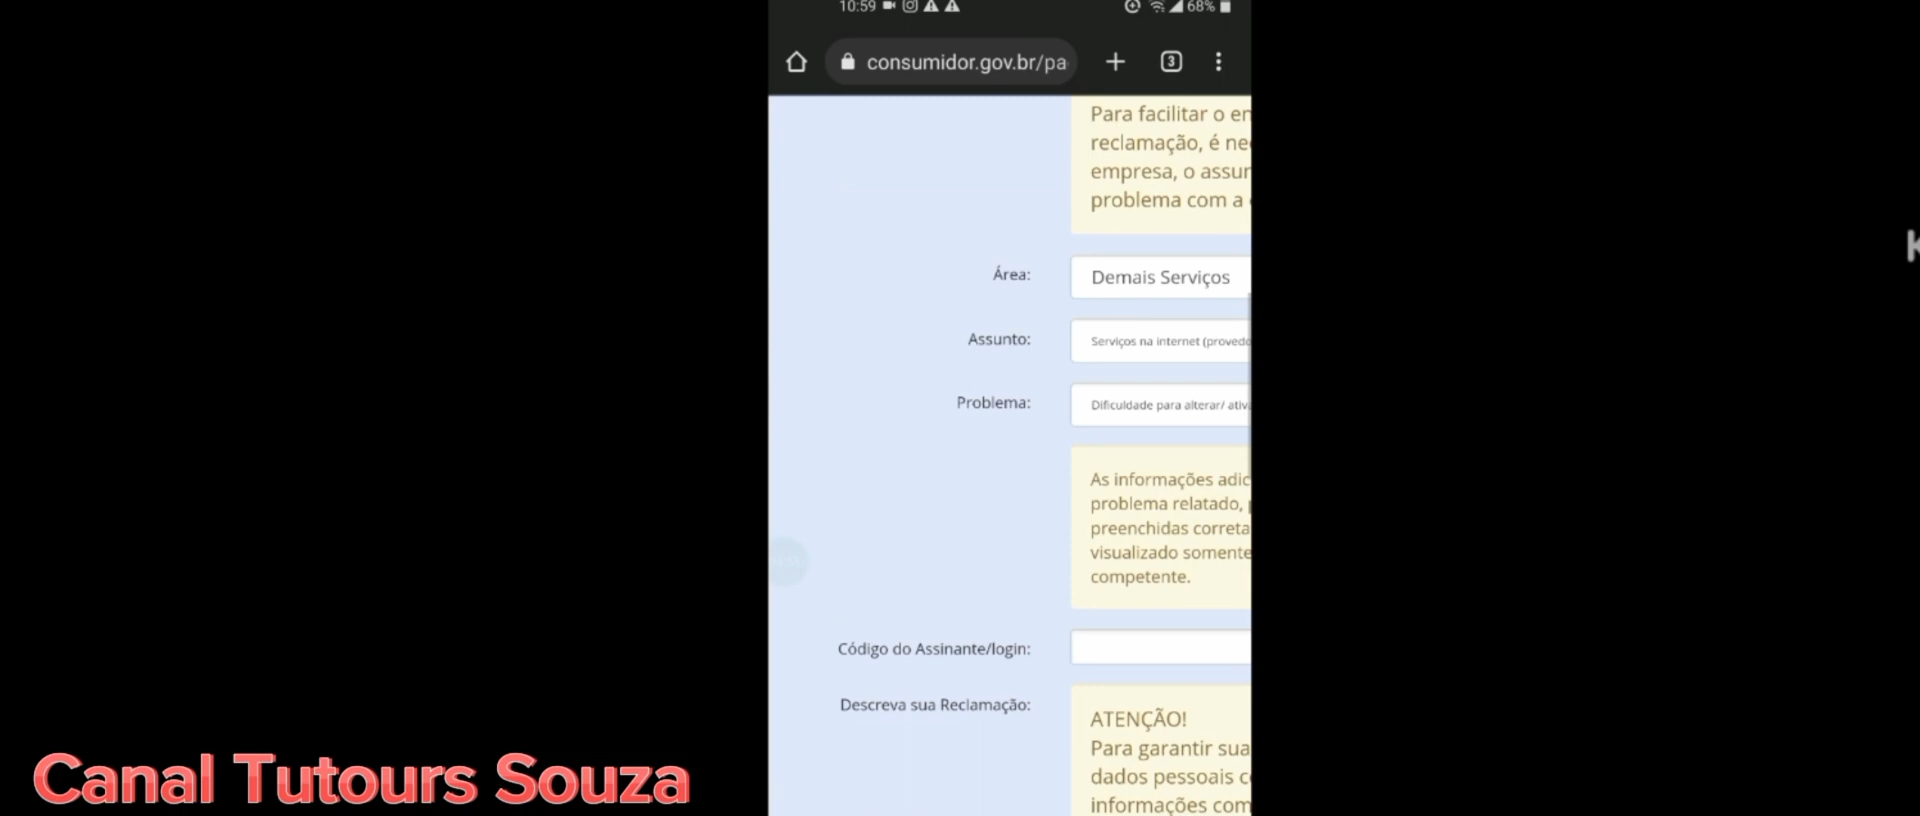 10:59
68%
consumidor.gov.br/pa
3
Para facilitar o en
reclamação, é ne
empresa, o assun
problema com a
Área:
Demais Serviços
Assunto:
Serviços na internet (provedo
Problema:
Dificuldade para alterar/ ativ
As informações adic
problema relatado,
preenchidas correta
visualizado somente
competente.
Código do Assinante/login:
Descreva sua Reclamação:
ATENÇÃO!
Para garantir sua
dados pessoais c
informações com
Canal Tutours Souza
K